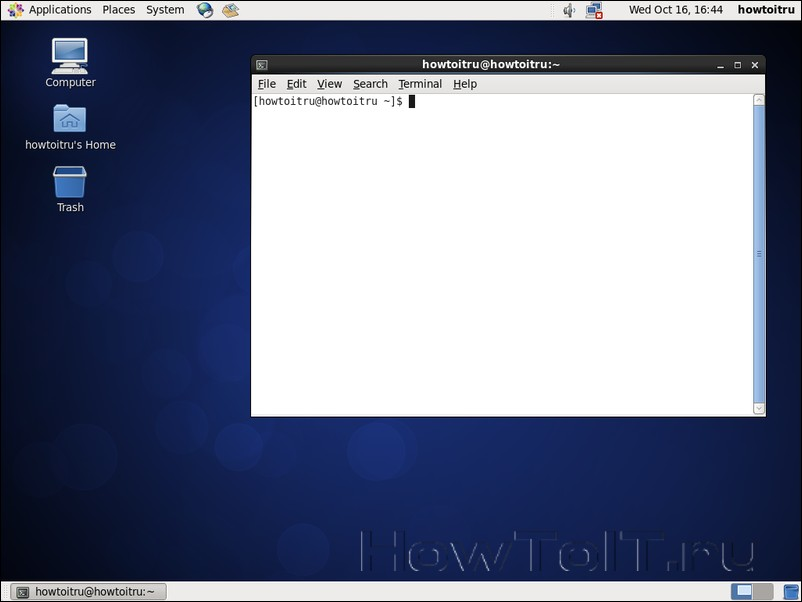 Applications Places System Wed Oct 16, 16:44 howtoitru
Computer
howtoitru's Home
Trash
howtoitru@howtoitru:~
File Edit View Search Terminal Help
[howtoitru@howtoitru ~]$
HowToIT.ru
howtoitru@howtoitru:~